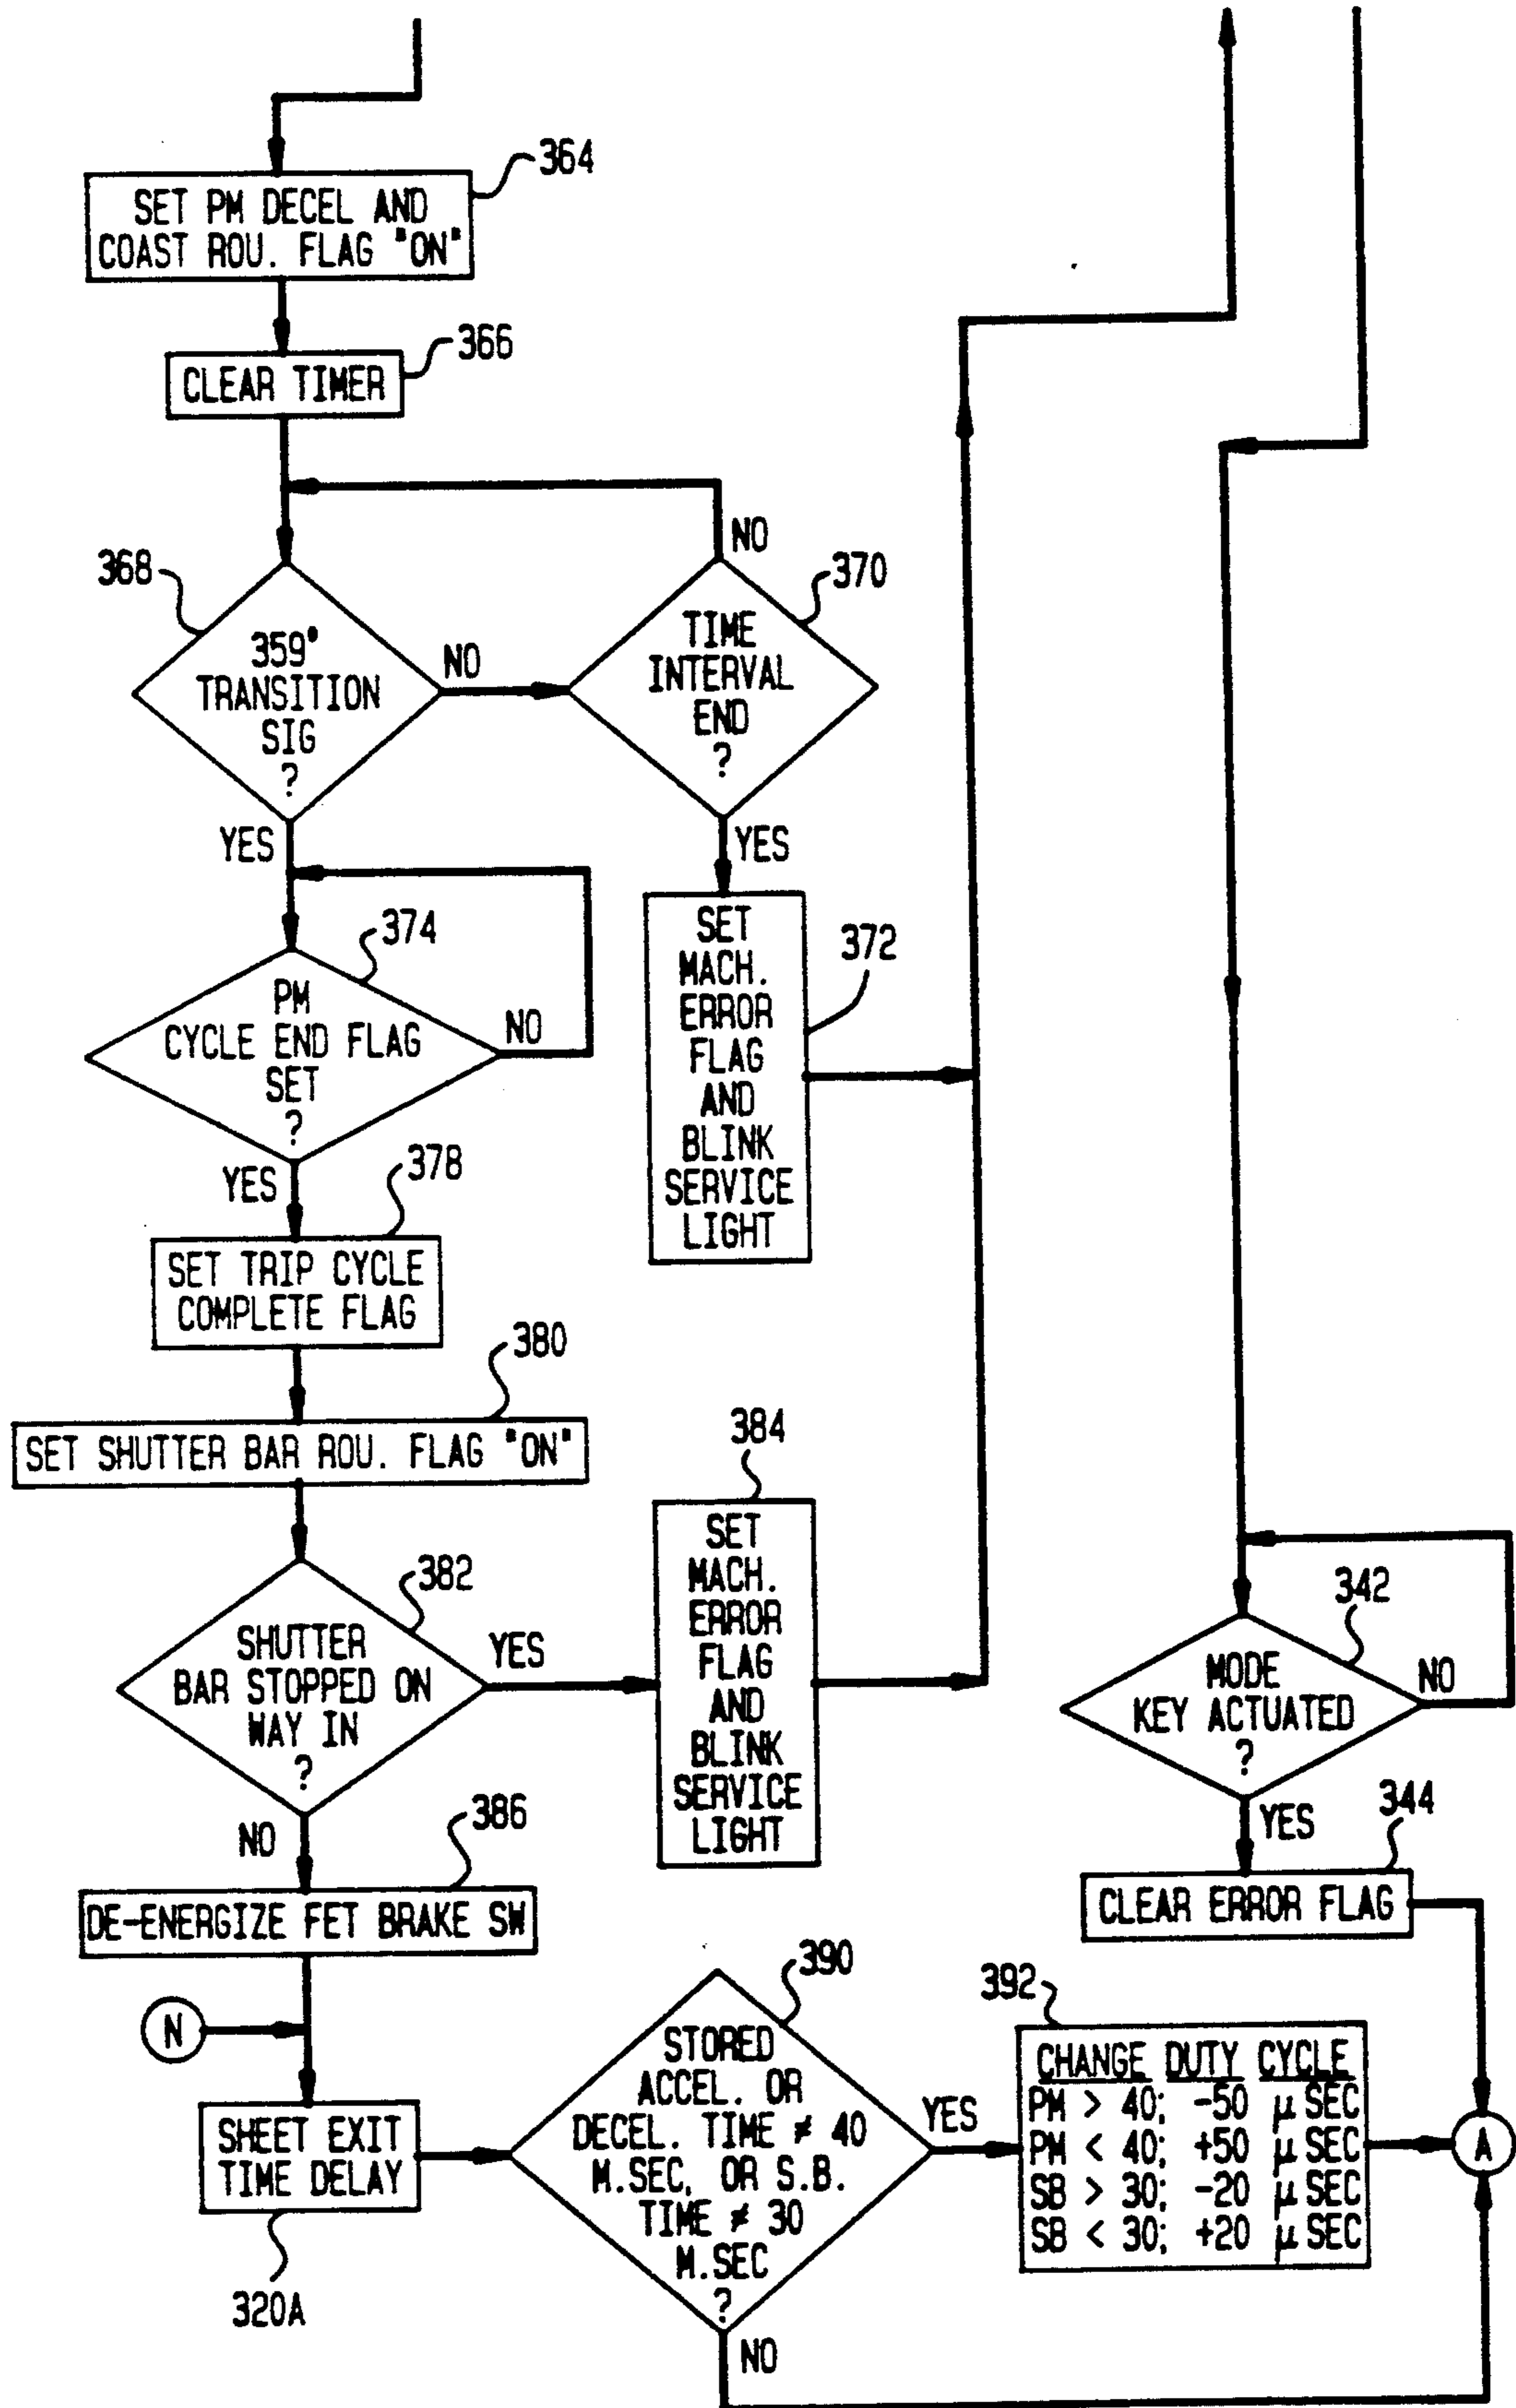 364
SET PM DECEL AND
COAST ROU. FLAG "ON"
366
CLEAR TIMER
368
359°
TRANSITION
SIG
?
NO
YES
370
NO
TIME
INTERVAL
END
?
YES
372
SET
MACH.
ERROR
FLAG
AND
BLINK
SERVICE
LIGHT
374
PM
CYCLE END FLAG
SET
?
NO
YES
378
SET TRIP CYCLE
COMPLETE FLAG
380
SET SHUTTER BAR ROU. FLAG "ON"
382
SHUTTER
BAR STOPPED ON
WAY IN
?
YES
NO
384
SET
MACH.
ERROR
FLAG
AND
BLINK
SERVICE
LIGHT
342
MODE
KEY ACTUATED
?
NO
YES
344
CLEAR ERROR FLAG
386
DE-ENERGIZE FET BRAKE SW
N
SHEET EXIT
TIME DELAY
320A
390
STORED
ACCEL. OR
DECEL. TIME ≠ 40
M.SEC, OR S.B.
TIME ≠ 30
M.SEC
?
YES
NO
392
CHANGE DUTY CYCLE
PM > 40; -50 μ SEC
PM < 40; +50 μ SEC
SB > 30; -20 μ SEC
SB < 30; +20 μ SEC
A